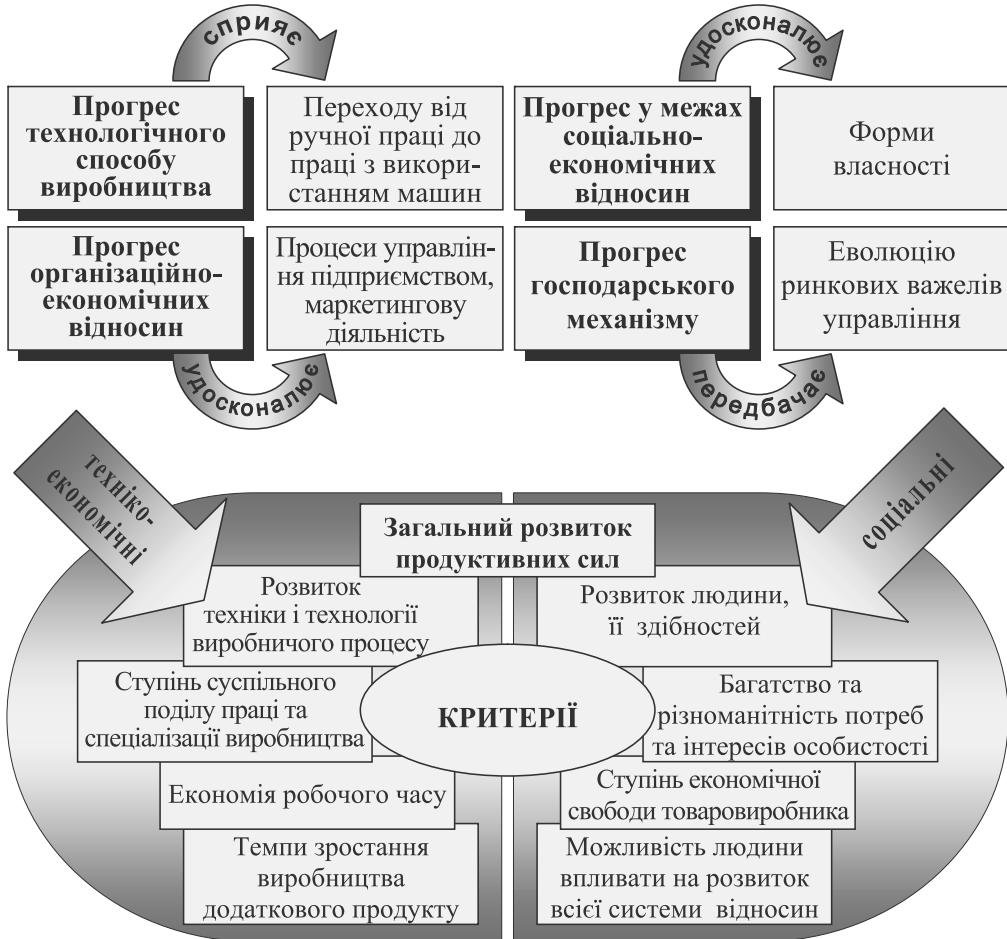 сприяє
Прогрес
технологічного
способу
виробництва
Переходу від
ручної праці до
праці з викори-
станням машин
удосконалює
Прогрес у межах
соціально-
економічних
відносин
Форми
власності
Прогрес
організаційно-
економічних
відносин
Процеси управлін-
ня підприємством,
маркетингову
діяльність
удосконалює
Прогрес
господарського
механізму
Еволюцію
ринкових важелів
управління
передбачає
техніко-
економічні
соціальні
Загальний розвиток
продуктивних сил
Розвиток
техніки і технології
виробничого процесу
Розвиток людини,
її здібностей
Ступінь суспільного
поділу праці та
спеціалізації виробництва
КРИТЕРІЇ
Багатство та
різноманітність потреб
та інтересів особистості
Економія робочого часу
Ступінь економічної
свободи товаровиробника
Темпи зростання
виробництва
додаткового продукту
Можливість людини
впливати на розвиток
всієї системи відносин